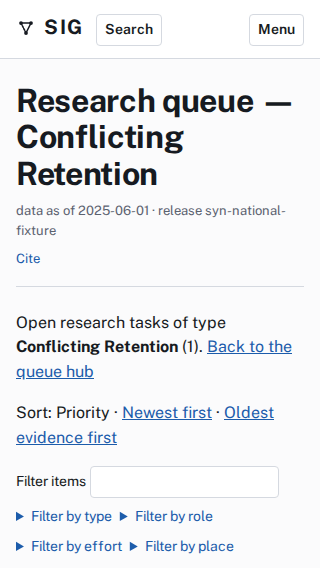 SIG Search Menu
Research queue —
Conflicting
Retention
data as of 2025-06-01 · release syn-national-
fixture
Cite
Open research tasks of type
Conflicting Retention (1). Back to the
queue hub
Sort: Priority · Newest first · Oldest
evidence first
Filter items
▶ Filter by type ▶ Filter by role
▶ Filter by effort ▶ Filter by place